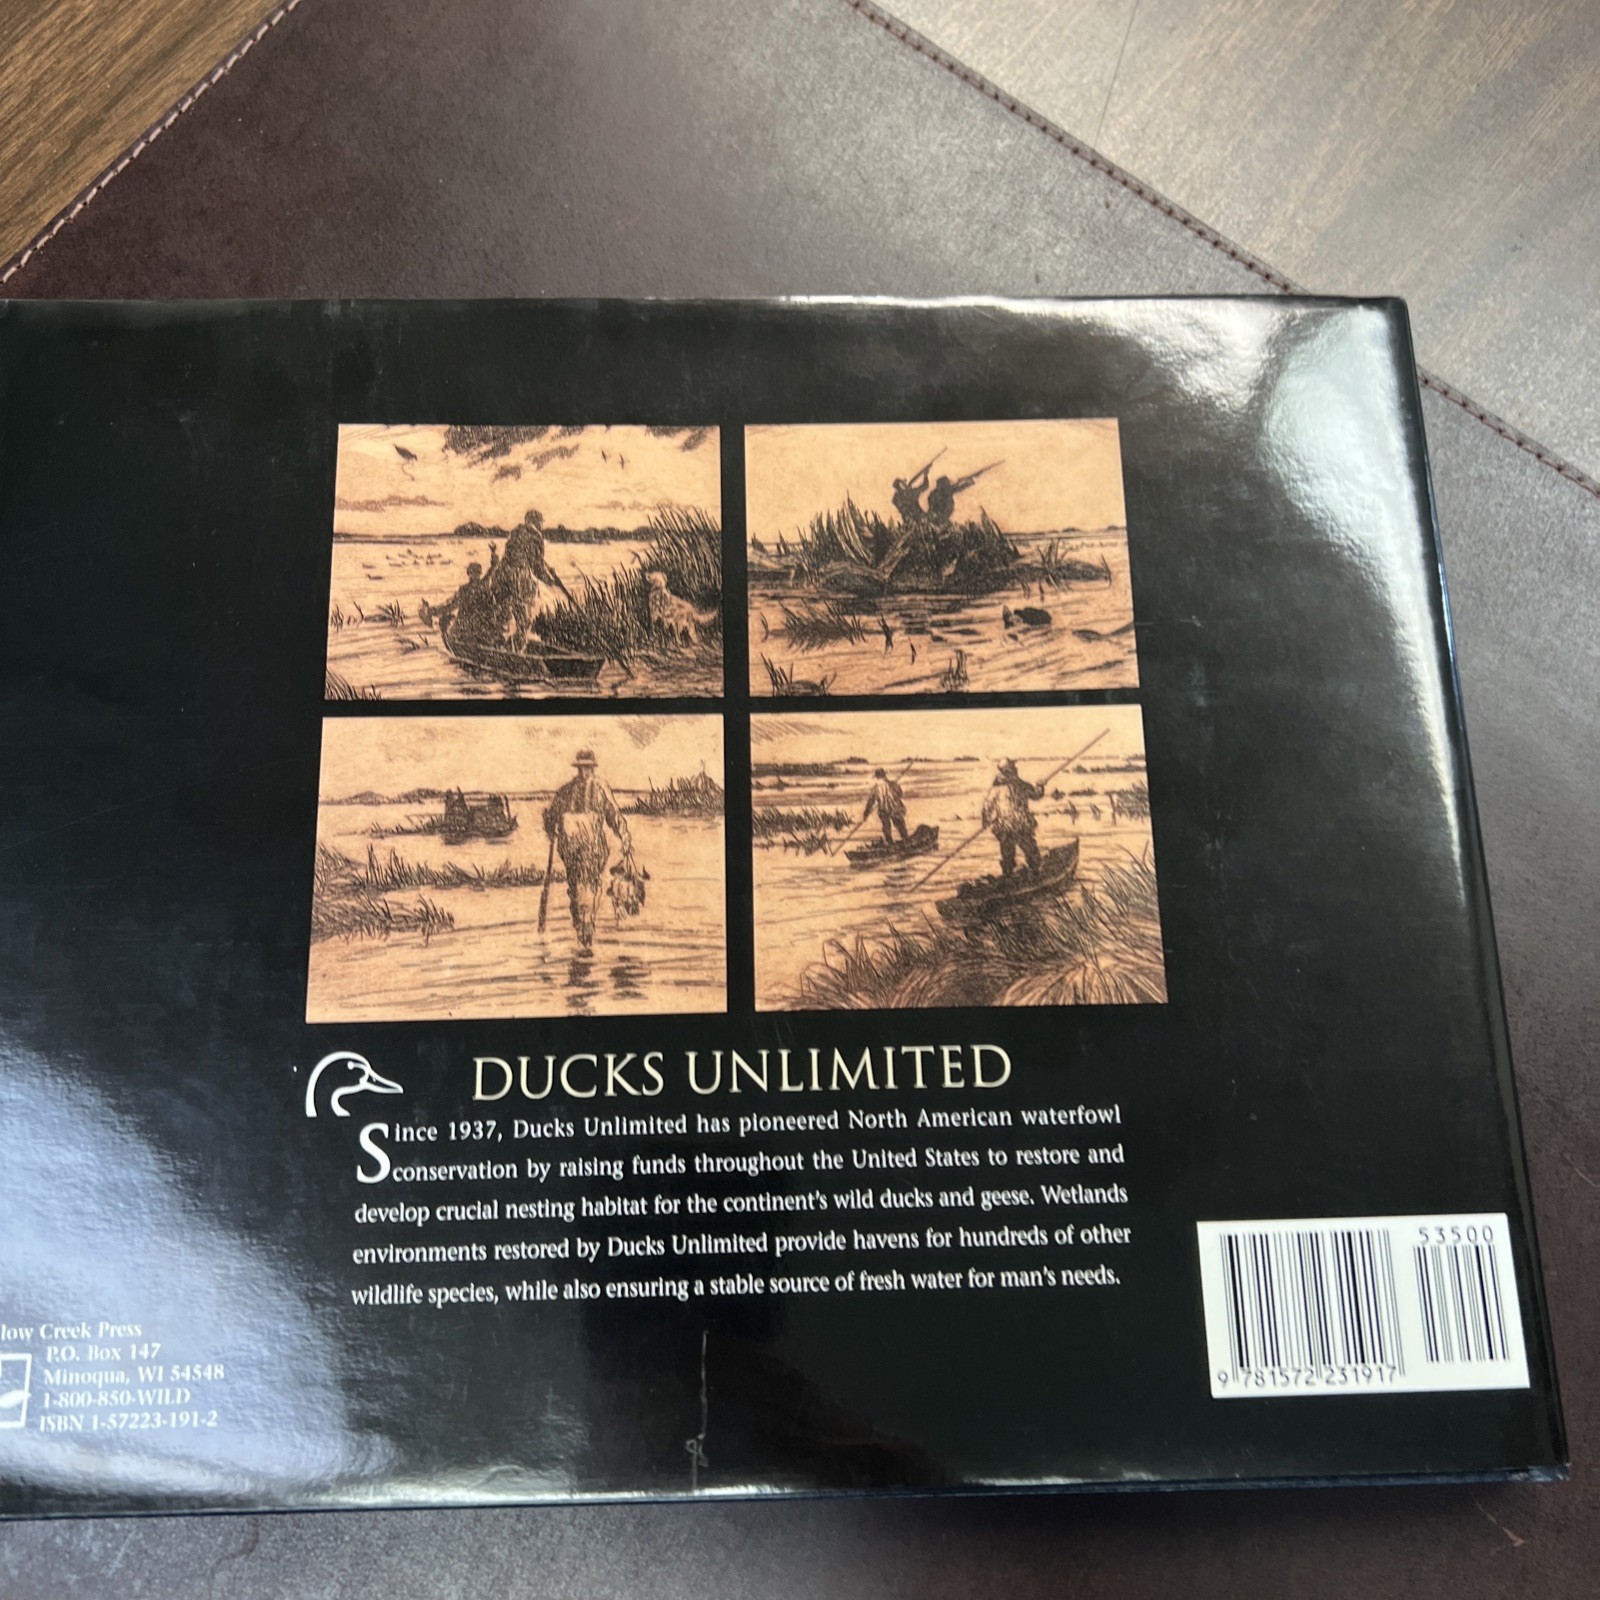 DUCKS UNLIMITED
Since 1937, Ducks Unlimited has pioneered North American waterfowl
conservation by raising funds throughout the United States to restore and
develop crucial nesting habitat for the continent's wild ducks and geese. Wetlands
environments restored by Ducks Unlimited provide havens for hundreds of other
wildlife species, while also ensuring a stable source of fresh water for man's needs.
low Creek Press
P.O. Box 147
Minoqua, WI 54548
1-800-850-WILD
ISBN 1-57223-191-2
53500
9 781572 231917